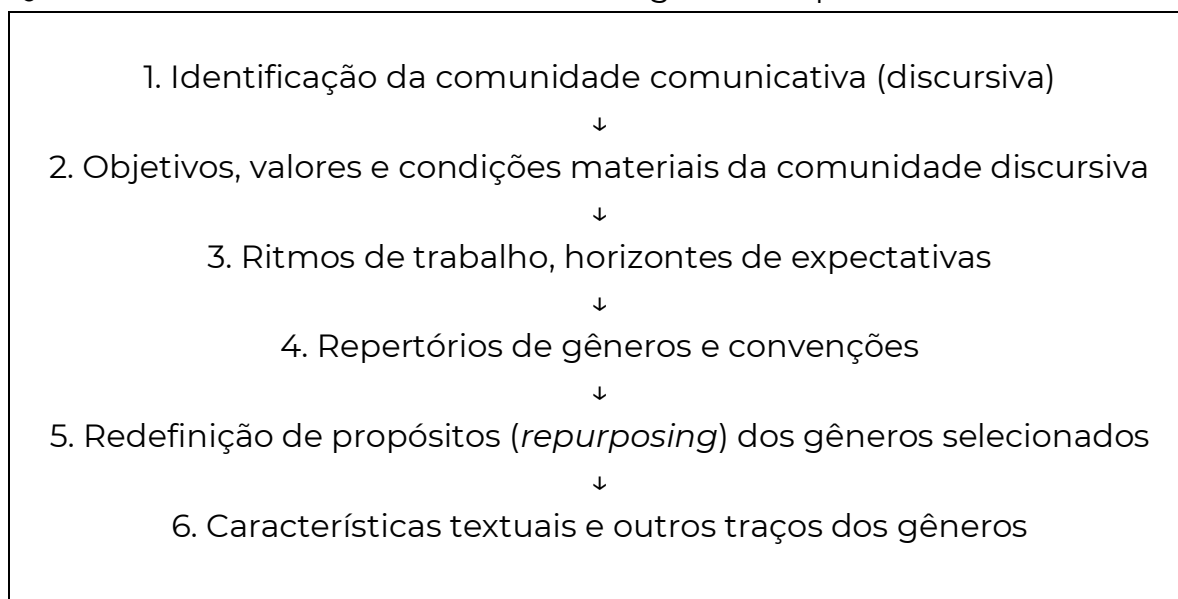 1. Identificação da comunidade comunicativa (discursiva)
↓
2. Objetivos, valores e condições materiais da comunidade discursiva
↓
3. Ritmos de trabalho, horizontes de expectativas
↓
4. Repertórios de gêneros e convenções
↓
5. Redefinição de propósitos (repurposing) dos gêneros selecionados
↓
6. Características textuais e outros traços dos gêneros